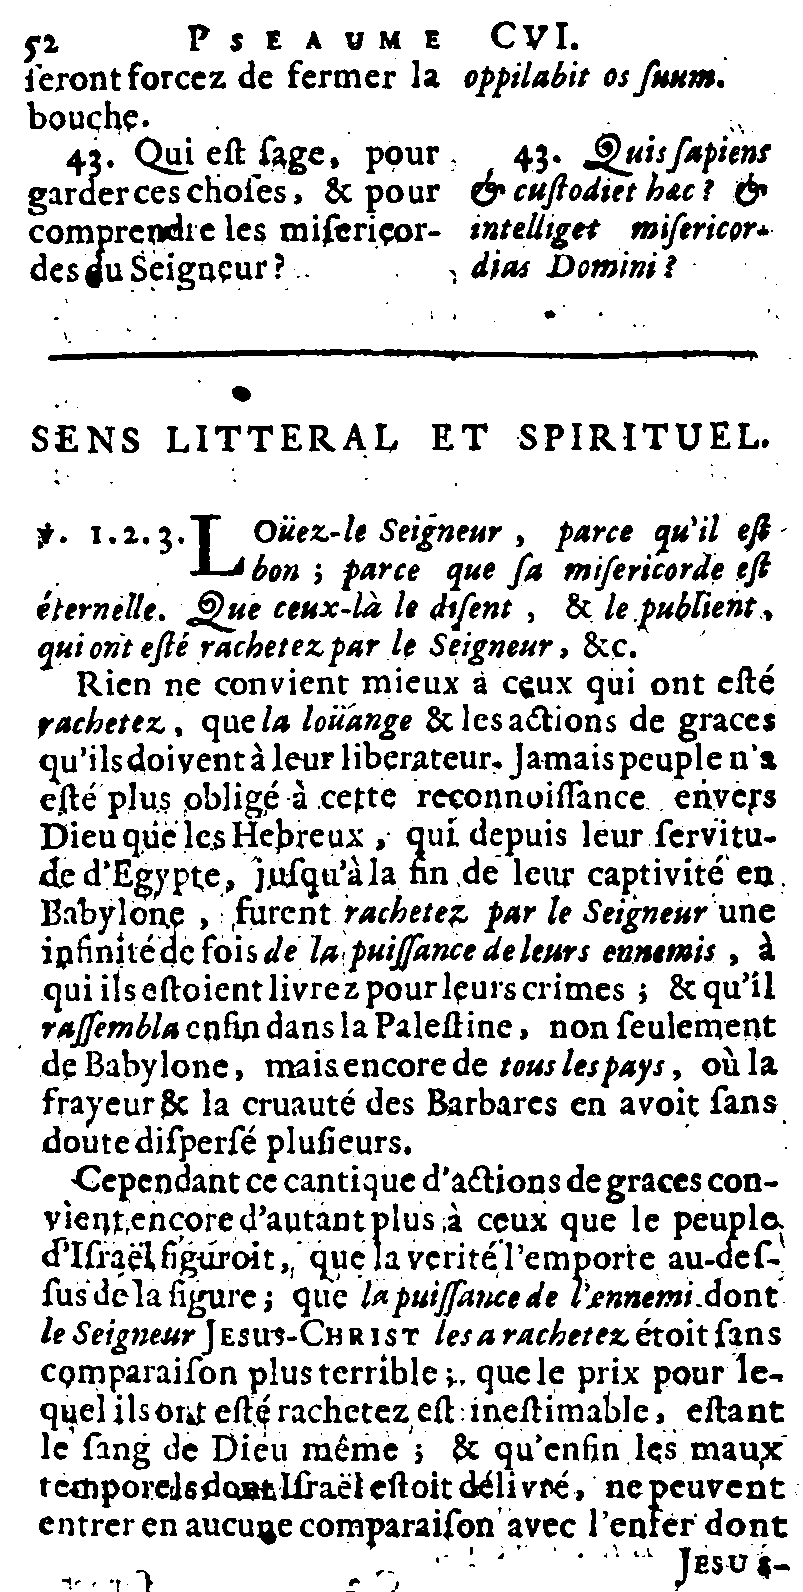 52 PSEAUME CVI.
ſeront forcez de fermer la
bouche.
43. Qui eſt ſage, pour
garder ces choſes, & pour
comprendre les miſericor-
des du Seigneur?
oppilabit os ſuum.
43. Quis ſapiens
& cuſtodiet hæc? &
intelliget miſericor-
dias Domini?
SENS LITTERAL ET SPIRITUEL.
℣. 1.2.3. LOüez-le Seigneur, parce qu'il eſt
bon; parce que ſa miſericorde eſt
éternelle. Que ceux-là le diſent, & le publient,
qui ont eſté rachetez par le Seigneur, &c.
Rien ne convient mieux à ceux qui ont eſté
rachetez, que la loüange & les actions de graces
qu'ils doivent à leur liberateur. Jamais peuple n'a
eſté plus obligé à cette reconnoiſſance envers
Dieu que les Hebreux, qui depuis leur ſervitu-
de d'Egypte, juſqu'à la fin de leur captivité en
Babylone, furent rachetez par le Seigneur une
infinité de fois de la puiſſance de leurs ennemis, à
qui ils eſtoient livrez pour leurs crimes; & qu'il
raſſembla enfin dans la Paleſtine, non ſeulement
de Babylone, mais encore de tous les pays, où la
frayeur & la cruauté des Barbares en avoit ſans
doute diſperſé pluſieurs.
Cependant ce cantique d'actions de graces con-
vient encore d'autant plus à ceux que le peuple
d'Iſraël figuroit, que la verité l'emporte au-deſ-
ſus de la figure; que la puiſſance de l'ennemi dont
le Seigneur JESUS-CHRIST les a rachetez étoit ſans
comparaiſon plus terrible; que le prix pour le-
quel ils ont eſté rachetez eſt ineſtimable, eſtant
le ſang de Dieu même; & qu'enfin les maux
temporels dont Iſraël eſtoit délivré, ne peuvent
entrer en aucune comparaiſon avec l'enfer dont
JESUS-